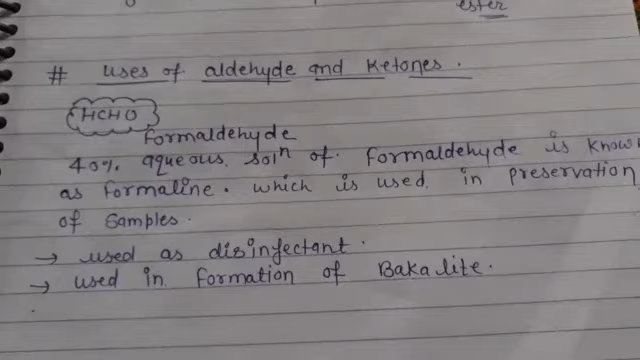 ester
# uses of aldehyde and Ketones.
HCHO
Formaldehyde
40% aqueous solⁿ of Formaldehyde is known
as formaline. which is used in preservation
of Samples.
→ used as disinfectant.
→ used in Formation of Bakalite.